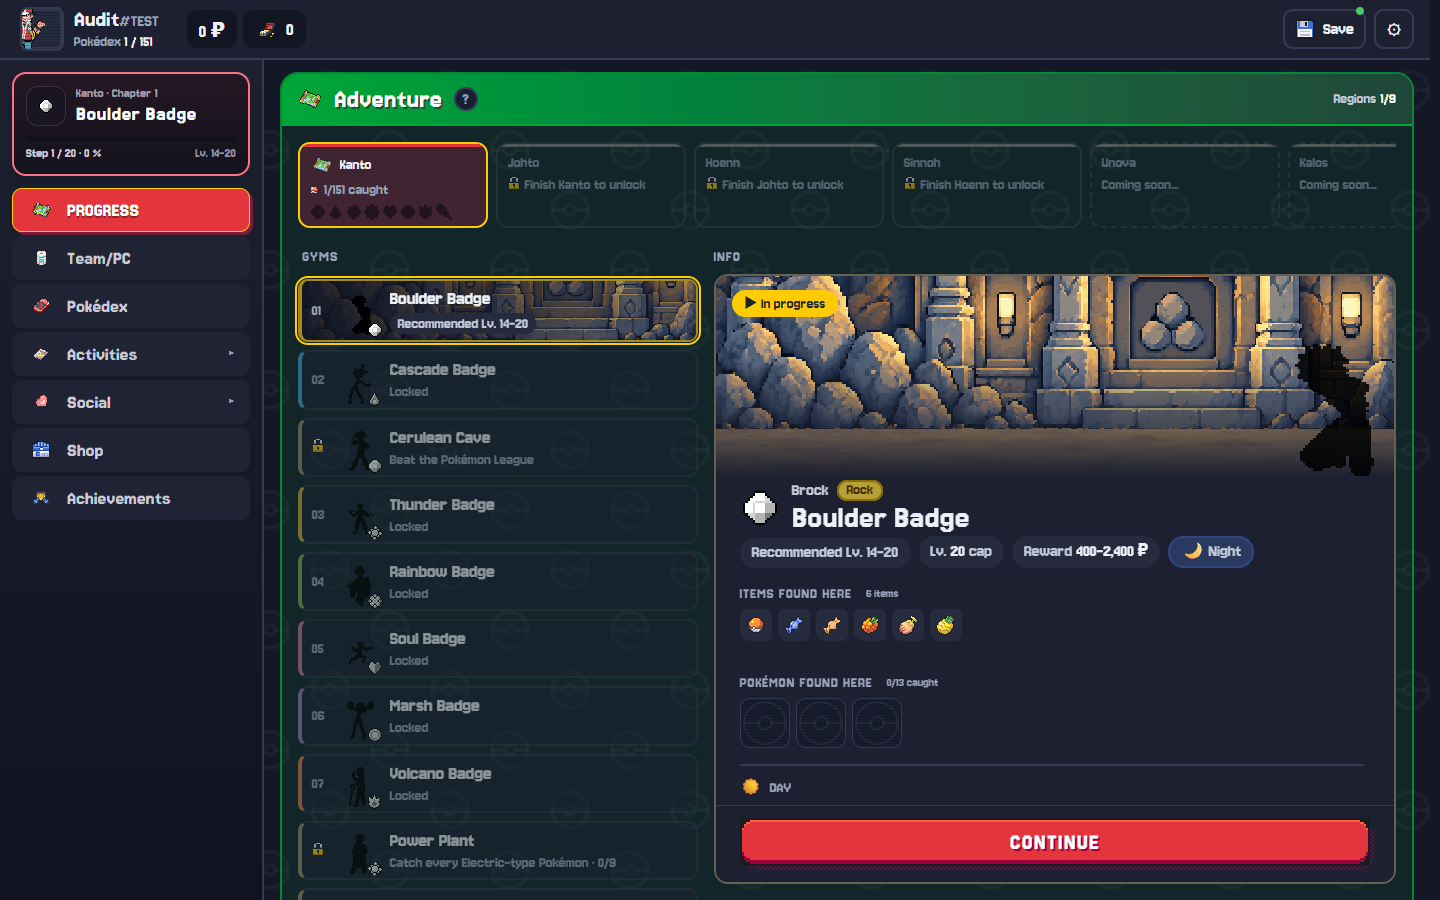 Audit#TEST
Pokédex 1 / 151
0 ₽
0
Save
Kanto · Chapter 1
Boulder Badge
Step 1 / 20 · 0 %
Lv. 14-20
PROGRESS
Team/PC
Pokédex
Activities
Social
Shop
Achievements
Adventure
?
Regions 1/9
Kanto
1/151 caught
Johto
Finish Kanto to unlock
Hoenn
Finish Johto to unlock
Sinnoh
Finish Hoenn to unlock
Unova
Coming soon...
Kalos
Coming soon...
GYMS
01
Boulder Badge
Recommended Lv. 14-20
02
Cascade Badge
Locked
Cerulean Cave
Beat the Pokémon League
03
Thunder Badge
Locked
04
Rainbow Badge
Locked
05
Soul Badge
Locked
06
Marsh Badge
Locked
07
Volcano Badge
Locked
Power Plant
Catch every Electric-type Pokémon · 0/9
INFO
In progress
Brock
Rock
Boulder Badge
Recommended Lv. 14-20
Lv. 20 cap
Reward 400-2,400 ₽
Night
ITEMS FOUND HERE
6 items
POKÉMON FOUND HERE
0/13 caught
DAY
CONTINUE